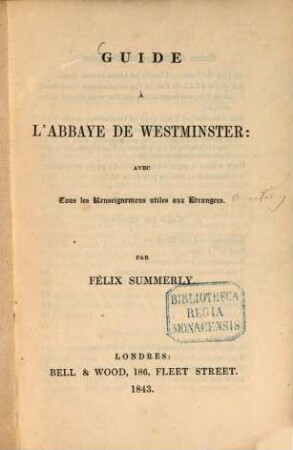 GUIDE
À
L'ABBAYE DE WESTMINSTER:
AVEC
Tous les Renseignemens utiles aux Etrangers.
PAR
FÉLIX SUMMERLY.
BIBLIOTHECA
REGIA
MONACENSIS
LONDRES:
BELL & WOOD, 186, FLEET STREET.
1843.